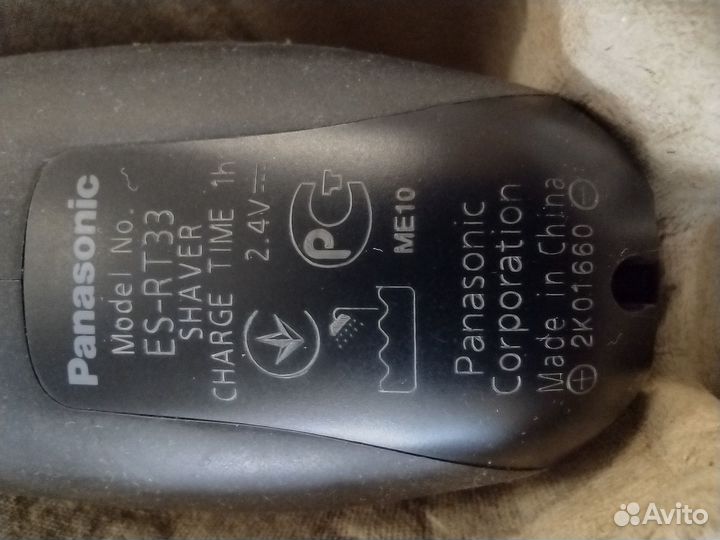 Panasonic
Model No.
ES-RT33
SHAVER
CHARGE TIME 1h
2.4V
РСТ
ME10
Panasonic
Corporation
Made in China
2K01660
Avito